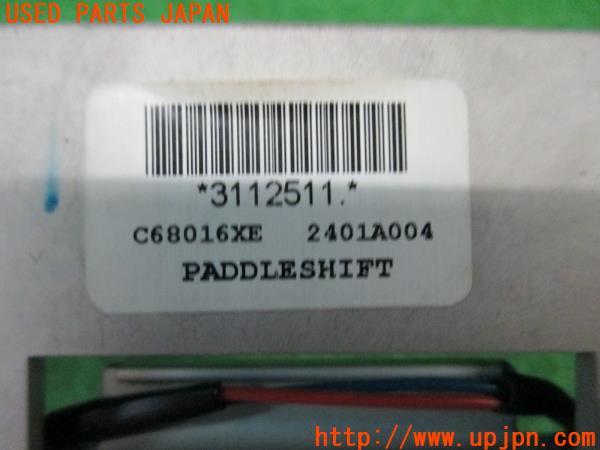 USED PARTS JAPAN
*3112511.*
C68016XE 2401A004
PADDLESHIFT
http://www.upjpn.com